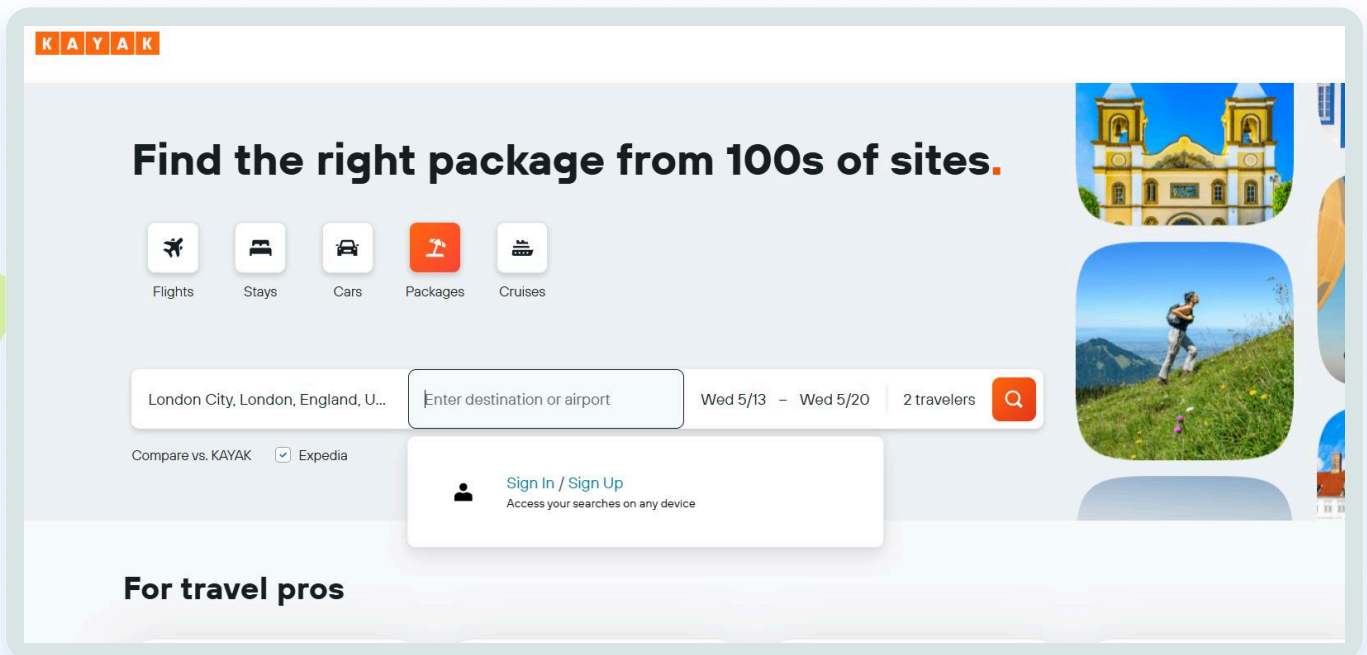 KAYAK
Find the right package from 100s of sites.
Flights Stays Cars Packages Cruises
London City, London, England, U... Enter destination or airport Wed 5/13 – Wed 5/20 2 travelers
Compare vs. KAYAK Expedia
Sign In / Sign Up
Access your searches on any device
For travel pros